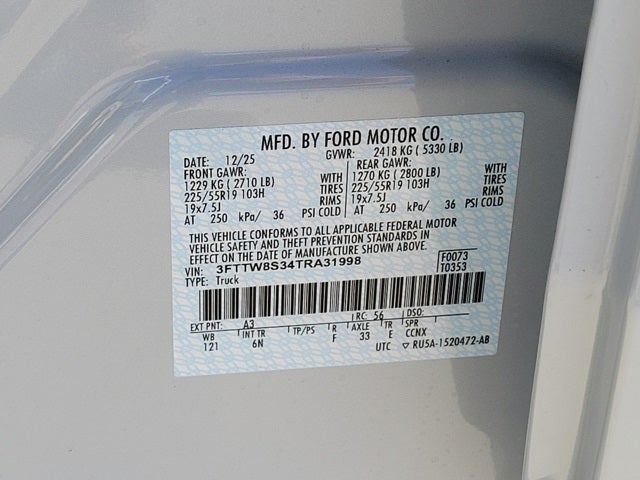 MFD. BY FORD MOTOR CO.
DATE: 12/25 GVWR: 2418 KG ( 5330 LB)
FRONT GAWR: REAR GAWR:
1229 KG ( 2710 LB) WITH 1270 KG ( 2800 LB) WITH
225/55R19 103H TIRES 225/55R19 103H TIRES
19x7.5J RIMS 19x7.5J RIMS
AT 250 kPa/ 36 PSI COLD AT 250 kPa/ 36 PSI COLD
THIS VEHICLE CONFORMS TO ALL APPLICABLE FEDERAL MOTOR
VEHICLE SAFETY AND THEFT PREVENTION STANDARDS IN
EFFECT ON THE DATE OF MANUFACTURE SHOWN ABOVE.
VIN: 3FTTW8S34TRA31998 F0073
TYPE: Truck T0353
EXT PNT: A3 RC: 56 DSO:
WB INT TR TP/PS R AXLE TR SPR
121 6N F 33 E CCNX
UTC ▽ RU5A-1520472-AB